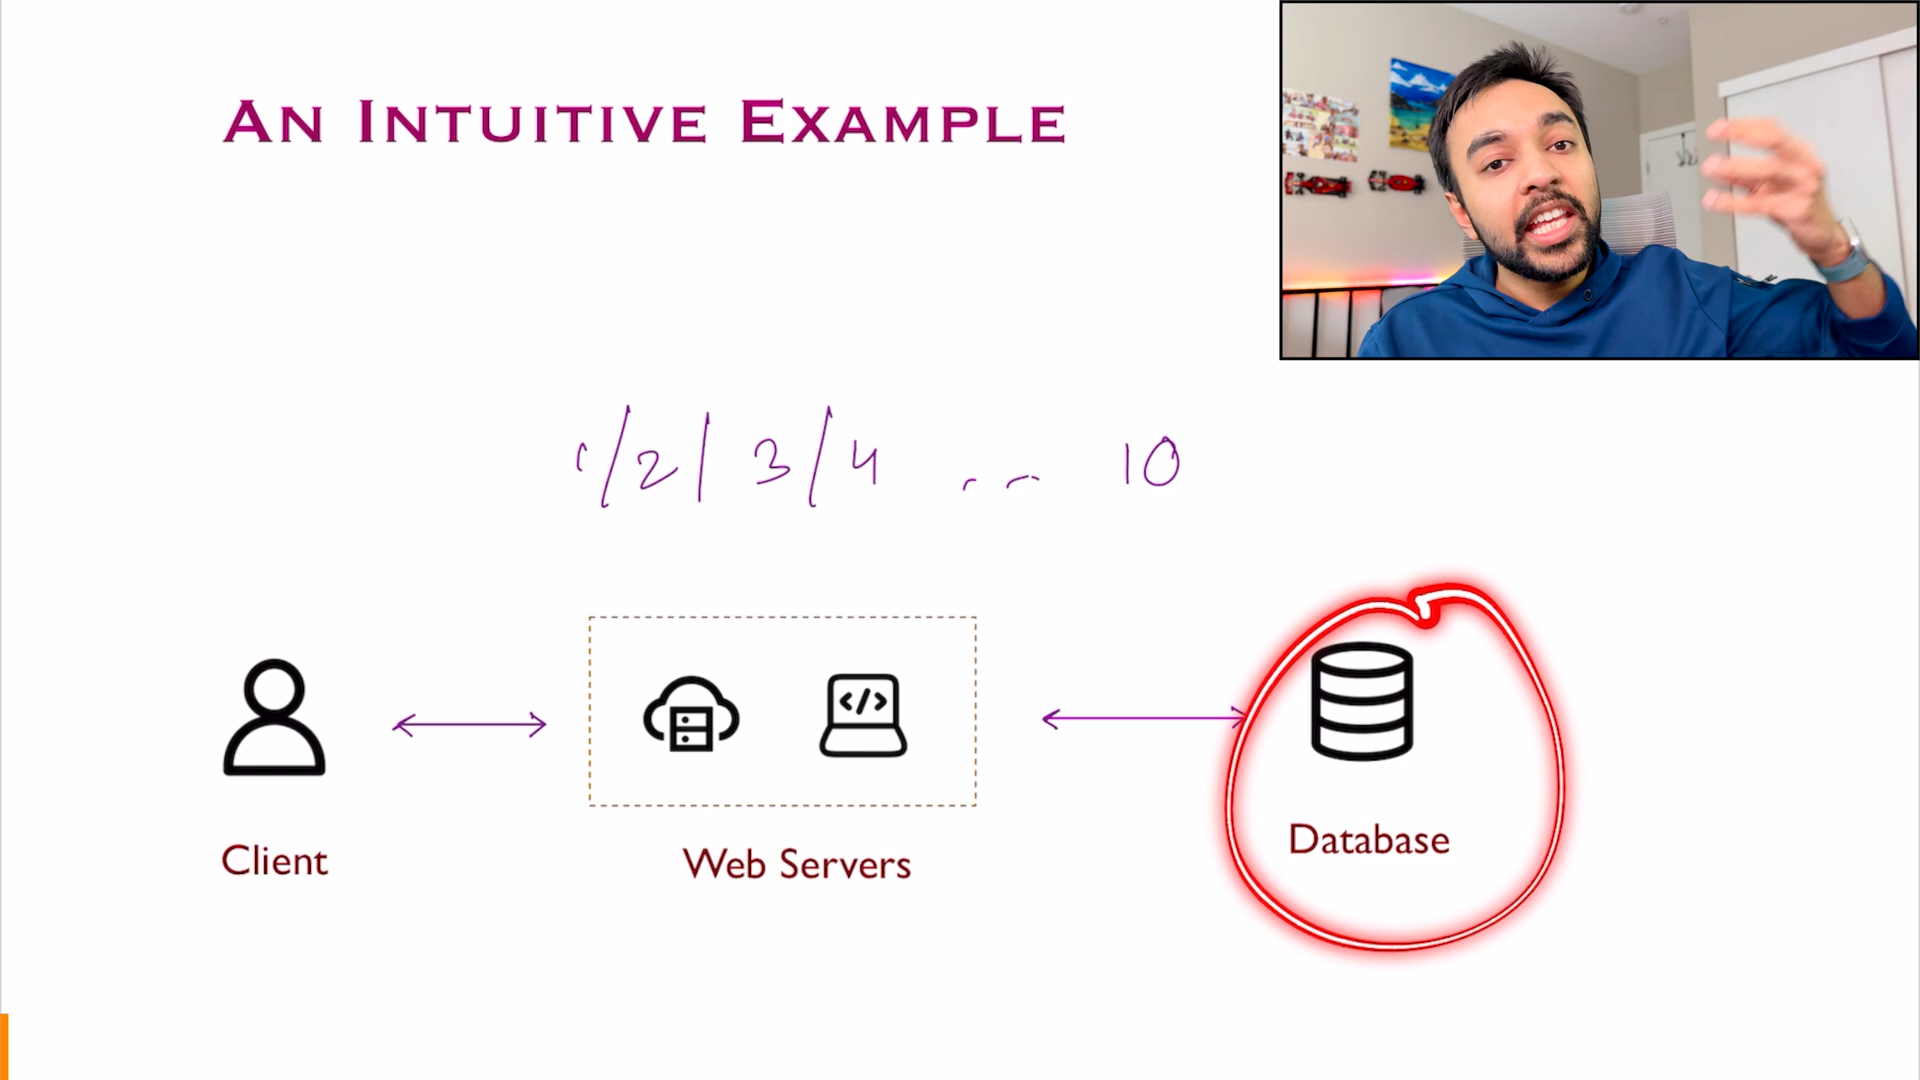 AN INTUITIVE EXAMPLE
1/2/3/4 .. 10
</>
Client
Web Servers
Database